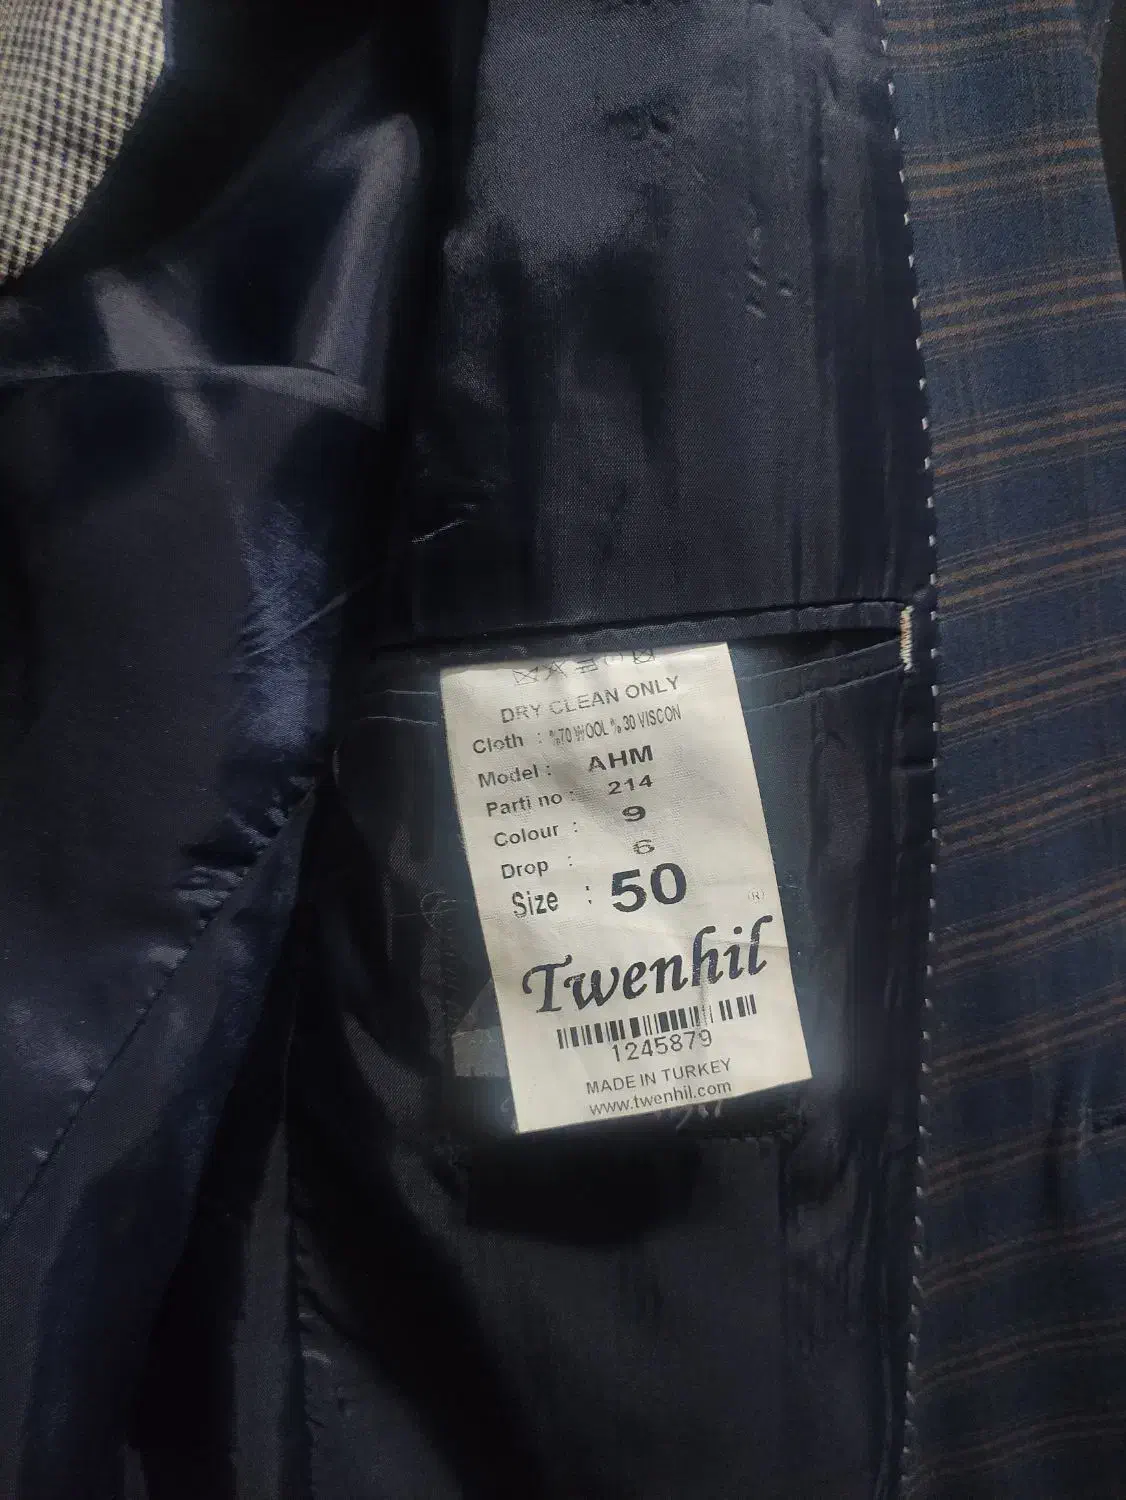 DRY CLEAN ONLY
Cloth : %70 WOOL % 30 VISCON
Model : AHM
Parti no : 214
Colour : 9
Drop : 6
Size : 50
®
Twenhil
1245879
MADE IN TURKEY
www.twenhil.com